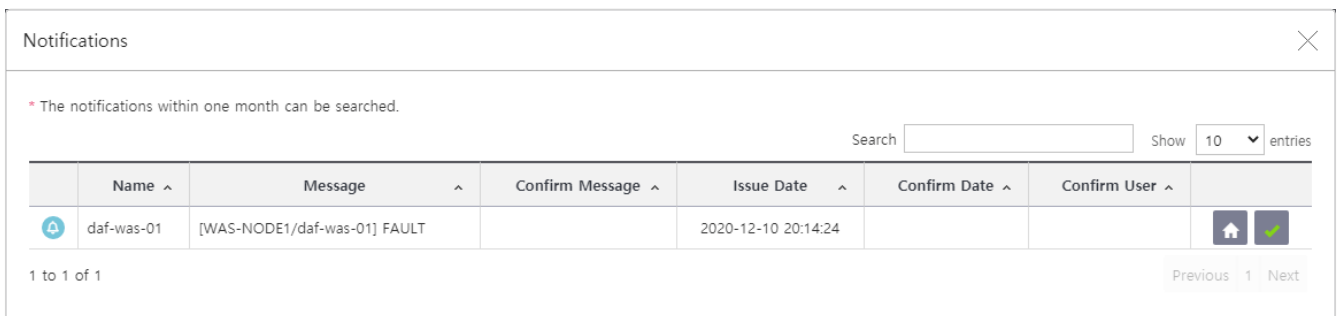 Notifications
* The notifications within one month can be searched.
Search Show 10 entries
Name Message Confirm Message Issue Date Confirm Date Confirm User
daf-was-01 [WAS-NODE1/daf-was-01] FAULT 2020-12-10 20:14:24
1 to 1 of 1 Previous 1 Next